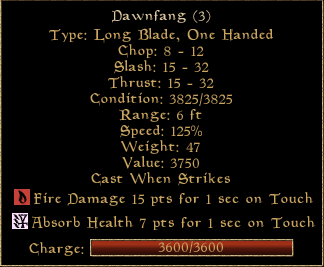 Dawnfang (3)
Type: Long Blade, One Handed
Chop: 8 - 12
Slash: 15 - 32
Thrust: 15 - 32
Condition: 3825/3825
Range: 6 ft
Speed: 125%
Weight: 47
Value: 3750
Cast When Strikes
Fire Damage 15 pts for 1 sec on Touch
Absorb Health 7 pts for 1 sec on Touch
Charge: 3600/3600